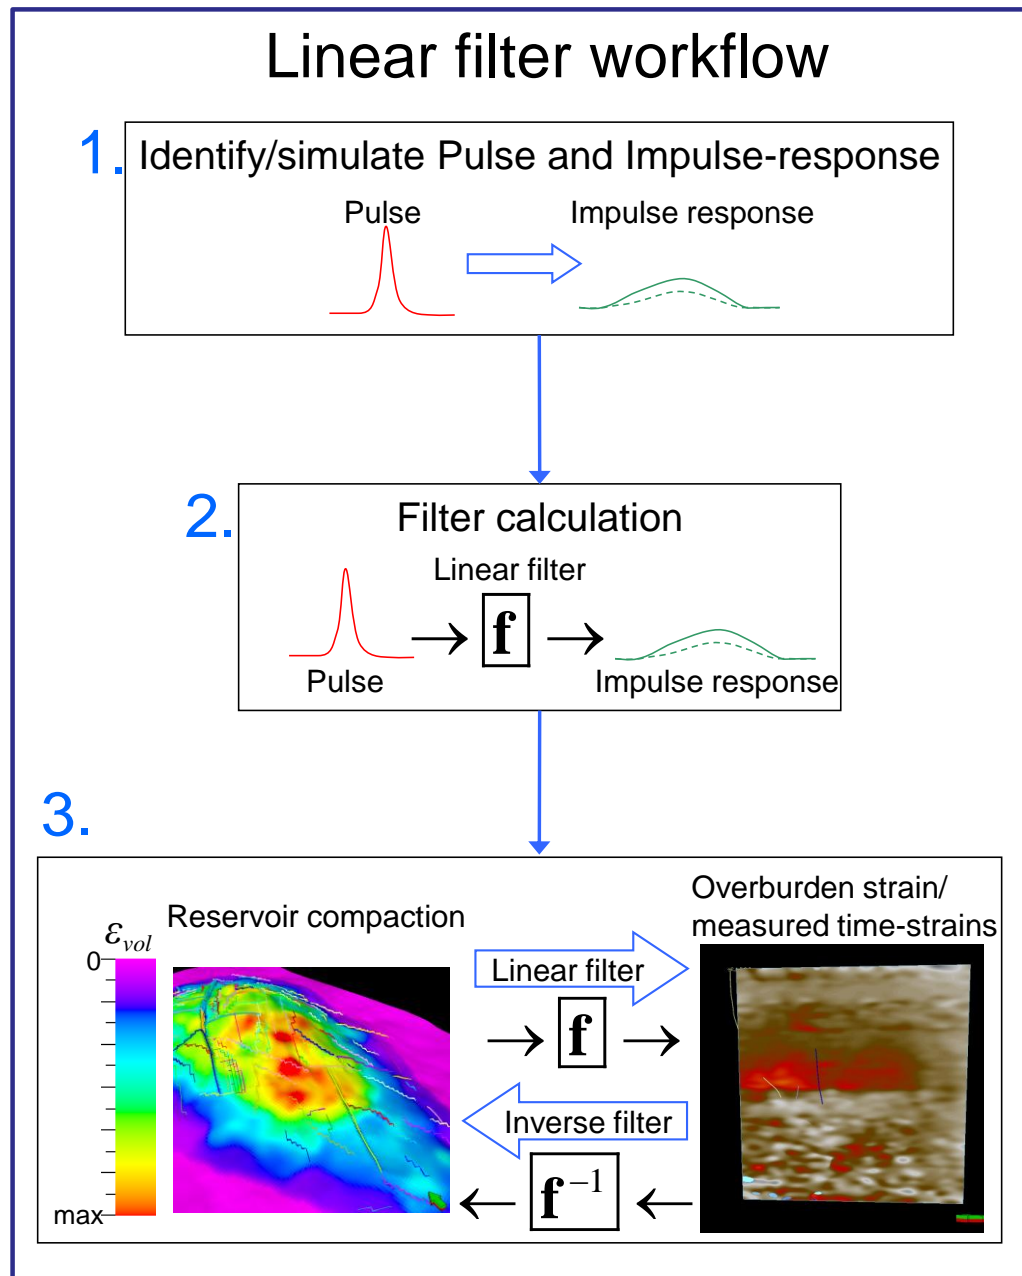 Linear filter workflow
1.
Identify/simulate Pulse and Impulse-response
Pulse
Impulse response
2.
Filter calculation
Linear filter
f
Pulse
Impulse response
3.
Reservoir compaction
Overburden strain/
measured time-strains
ε_vol
0
max
Linear filter
f
Inverse filter
f⁻¹